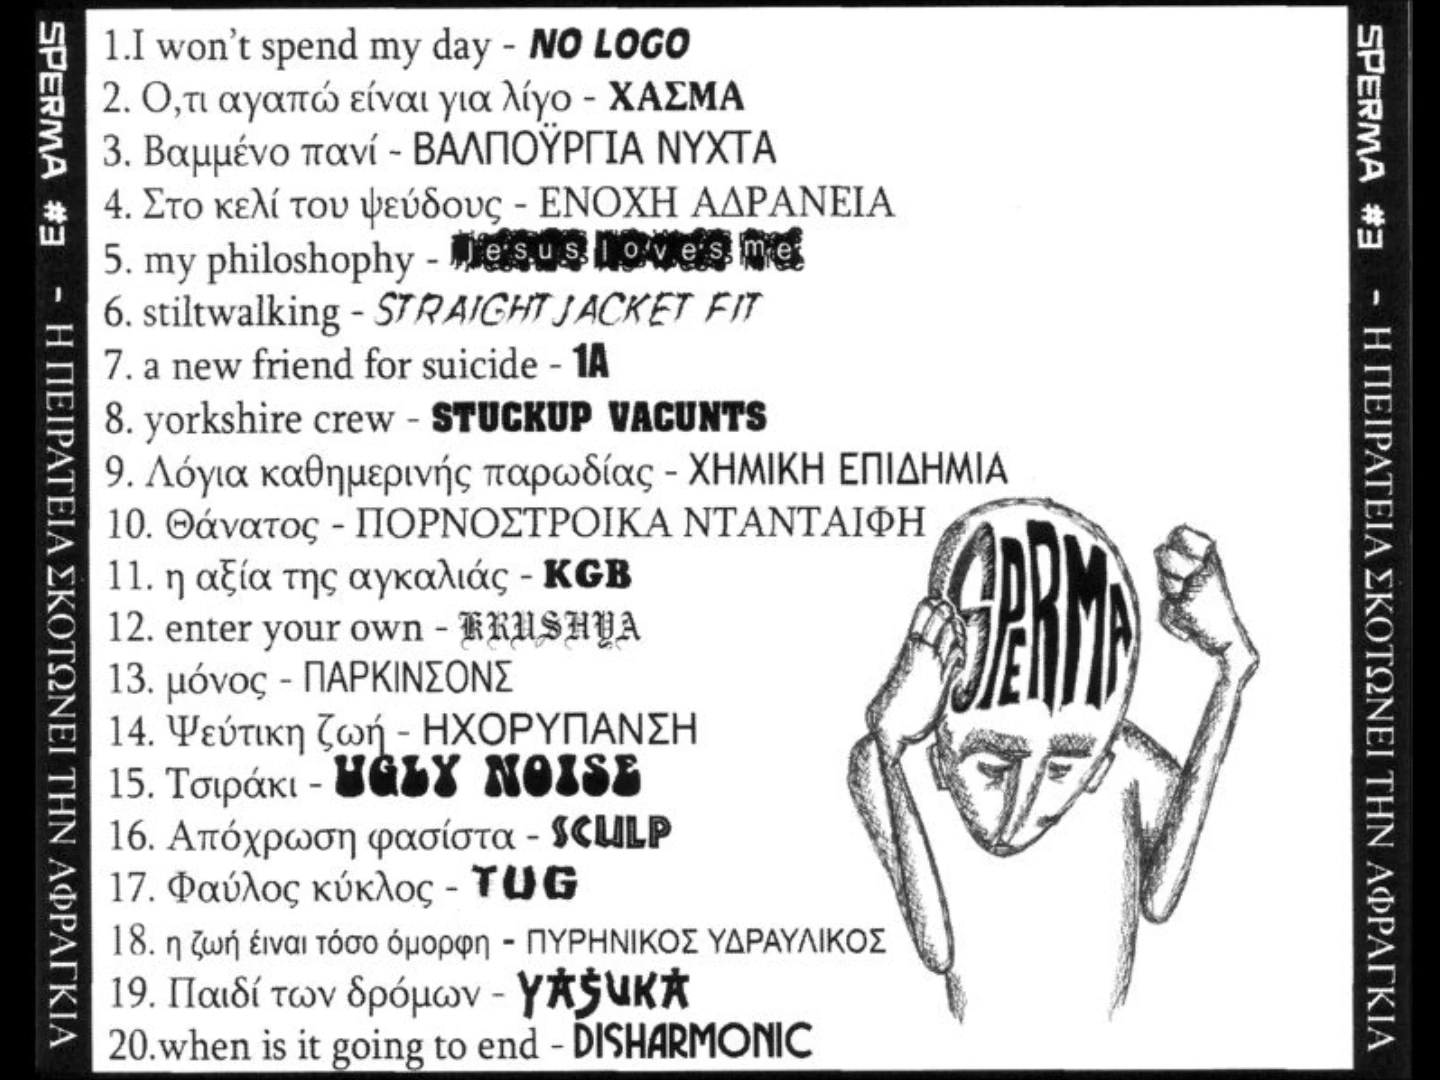 SPERMA #3 - Η ΠΕΙΡΑΤΕΙΑ ΣΚΟΤΩΝΕΙ ΤΗΝ ΑΦΡΑΓΚΙΑ
1.I won't spend my day - NO LOGO
2. Ο,τι αγαπώ είναι για λίγο - ΧΑΣΜΑ
3. Βαμμένο πανί - ΒΑΛΠΟΫΡΓΙΑ ΝΥΧΤΑ
4. Στο κελί του ψεύδους - ΕΝΟΧΗ ΑΔΡΑΝΕΙΑ
5. my philoshophy - Jesus loves me
6. stiltwalking - STRAIGHTJACKET FIT
7. a new friend for suicide - 1A
8. yorkshire crew - STUCKUP VACUNTS
9. Λόγια καθημερινής παρωδίας - ΧΗΜΙΚΗ ΕΠΙΔΗΜΙΑ
10. Θάνατος - ΠΟΡΝΟΣΤΡΟΙΚΑ ΝΤΑΝΤΑΙΦΗ
11. η αξία της αγκαλιάς - KGB
12. enter your own - KRUSHYA
13. μόνος - ΠΑΡΚΙΝΣΟΝΣ
14. Ψεύτικη ζωή - ΗΧΟΡΥΠΑΝΣΗ
15. Τσιράκι - UGLY NOISE
16. Απόχρωση φασίστα - SCULP
17. Φαύλος κύκλος - TUG
18. η ζωή έιναι τόσο όμορφη - ΠΥΡΗΝΙΚΟΣ ΥΔΡΑΥΛΙΚΟΣ
19. Παιδί των δρόμων - YASUKA
20.when is it going to end - DISHARMONIC
SPERMA
SPERMA #3 - Η ΠΕΙΡΑΤΕΙΑ ΣΚΟΤΩΝΕΙ ΤΗΝ ΑΦΡΑΓΚΙΑ